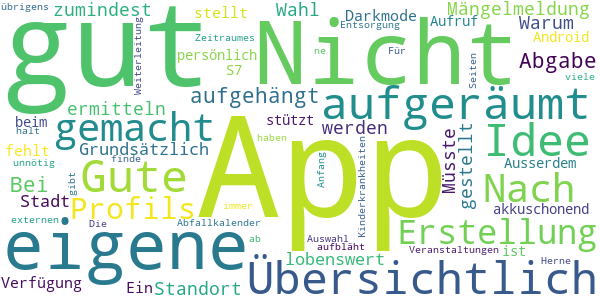 übrigens
zumindest
stellt
Wahl
Darkmode
Aufruf
Mängelmeldung
Warum
Android
gut
Weiterleitung
Zeitraumes
persönlich
S7
Nicht
ne
Entsorgung
Für
Seiten
viele
Abgabe
ermitteln
aufgehängt
aufgeräumt
beim
halt
gemacht
stützt
werden
Idee
fehlt
Grundsätzlich
haben
Kinderkrankheiten
Müsste
gestellt
Ausserdem
unnötig
finde
Bei
gibt
Gute
App
Anfang
Nach
akkuschonend
Stadt
Profils
immer
externen
Die
Abfallkalender
ab
Auswahl
aufbläht
Erstellung
eigene
lobenswert
Veranstaltungen
ist
Herne
Verfügung
Ein
Standort
Übersichtlich